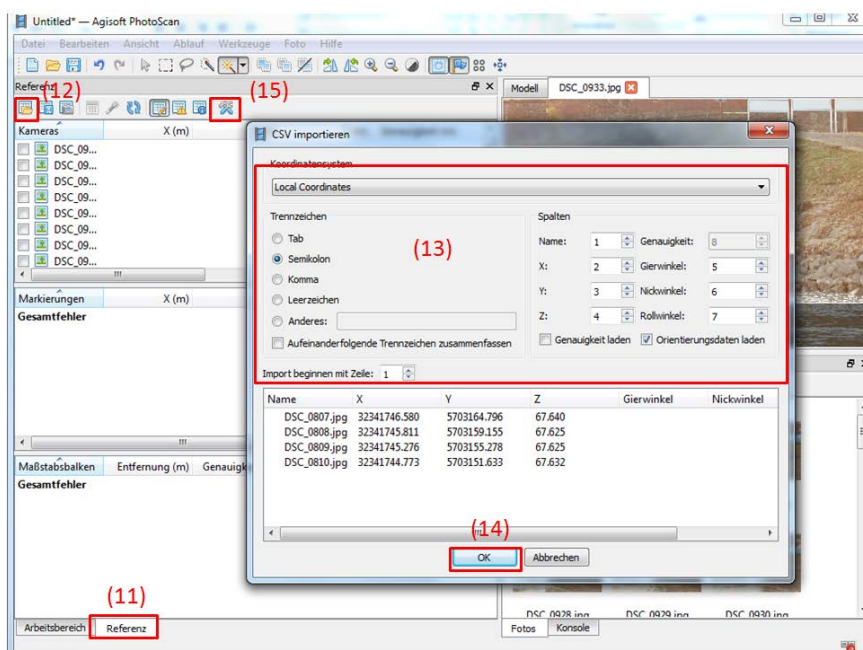 Untitled* — Agisoft PhotoScan
Datei Bearbeiten Ansicht Ablauf Werkzeuge Foto Hilfe
Referenz
(12)
(15)
Modell DSC_0933.jpg
Kameras X (m)
DSC_09...
DSC_09...
DSC_09...
DSC_09...
DSC_09...
DSC_09...
DSC_09...
DSC_09...
Markierungen X (m)
Gesamtfehler
Maßstabsbalken Entfernung (m) Genauigk
Gesamtfehler
(11)
Arbeitsbereich Referenz
CSV importieren
Koordinatensystem
Local Coordinates
Trennzeichen
Tab
Semikolon
Komma
Leerzeichen
Anderes:
Aufeinanderfolgende Trennzeichen zusammenfassen
(13)
Spalten
Name: 1 Genauigkeit: 8
X: 2 Gierwinkel: 5
Y: 3 Nickwinkel: 6
Z: 4 Rollwinkel: 7
Genauigkeit laden Orientierungsdaten laden
Import beginnen mit Zeile: 1
Name X Y Z Gierwinkel Nickwinkel
DSC_0807.jpg 32341746.580 5703164.796 67.640
DSC_0808.jpg 32341745.811 5703159.155 67.625
DSC_0809.jpg 32341745.276 5703155.278 67.625
DSC_0810.jpg 32341744.773 5703151.633 67.632
(14)
OK Abbrechen
DSC_0928.jpg DSC_0929.jpg DSC_0930.jpg
Fotos Konsole